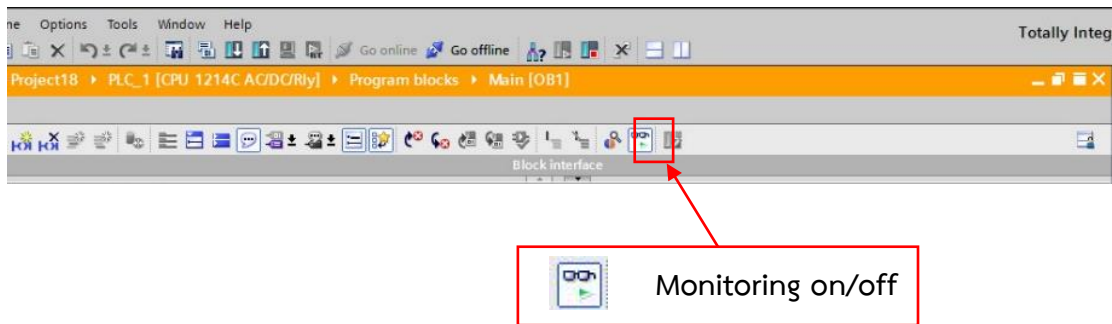 ne Options Tools Window Help
Totally Integ
Go online Go offline
Project18 ▸ PLC_1 [CPU 1214C AC/DC/Rly] ▸ Program blocks ▸ Main [OB1]
Block interface
Monitoring on/off